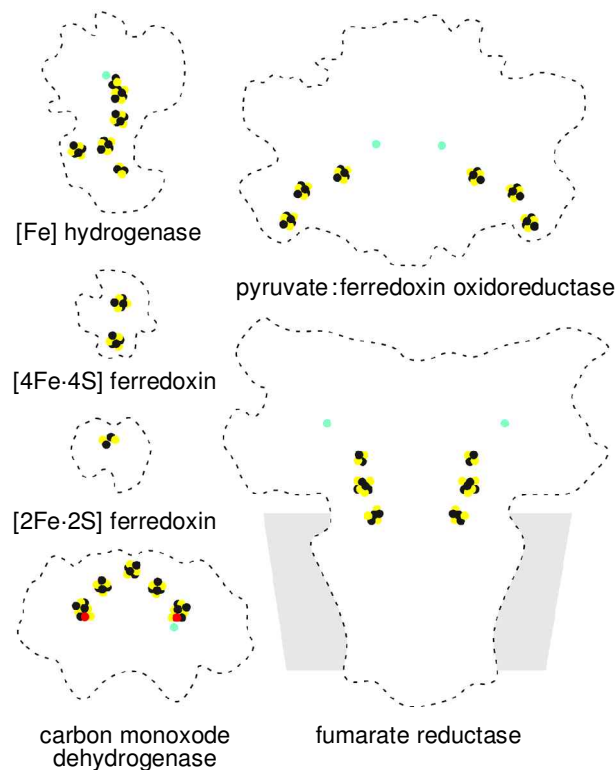 [Fe] hydrogenase
pyruvate:ferredoxin oxidoreductase
[4Fe·4S] ferredoxin
[2Fe·2S] ferredoxin
carbon monoxode
dehydrogenase
fumarate reductase